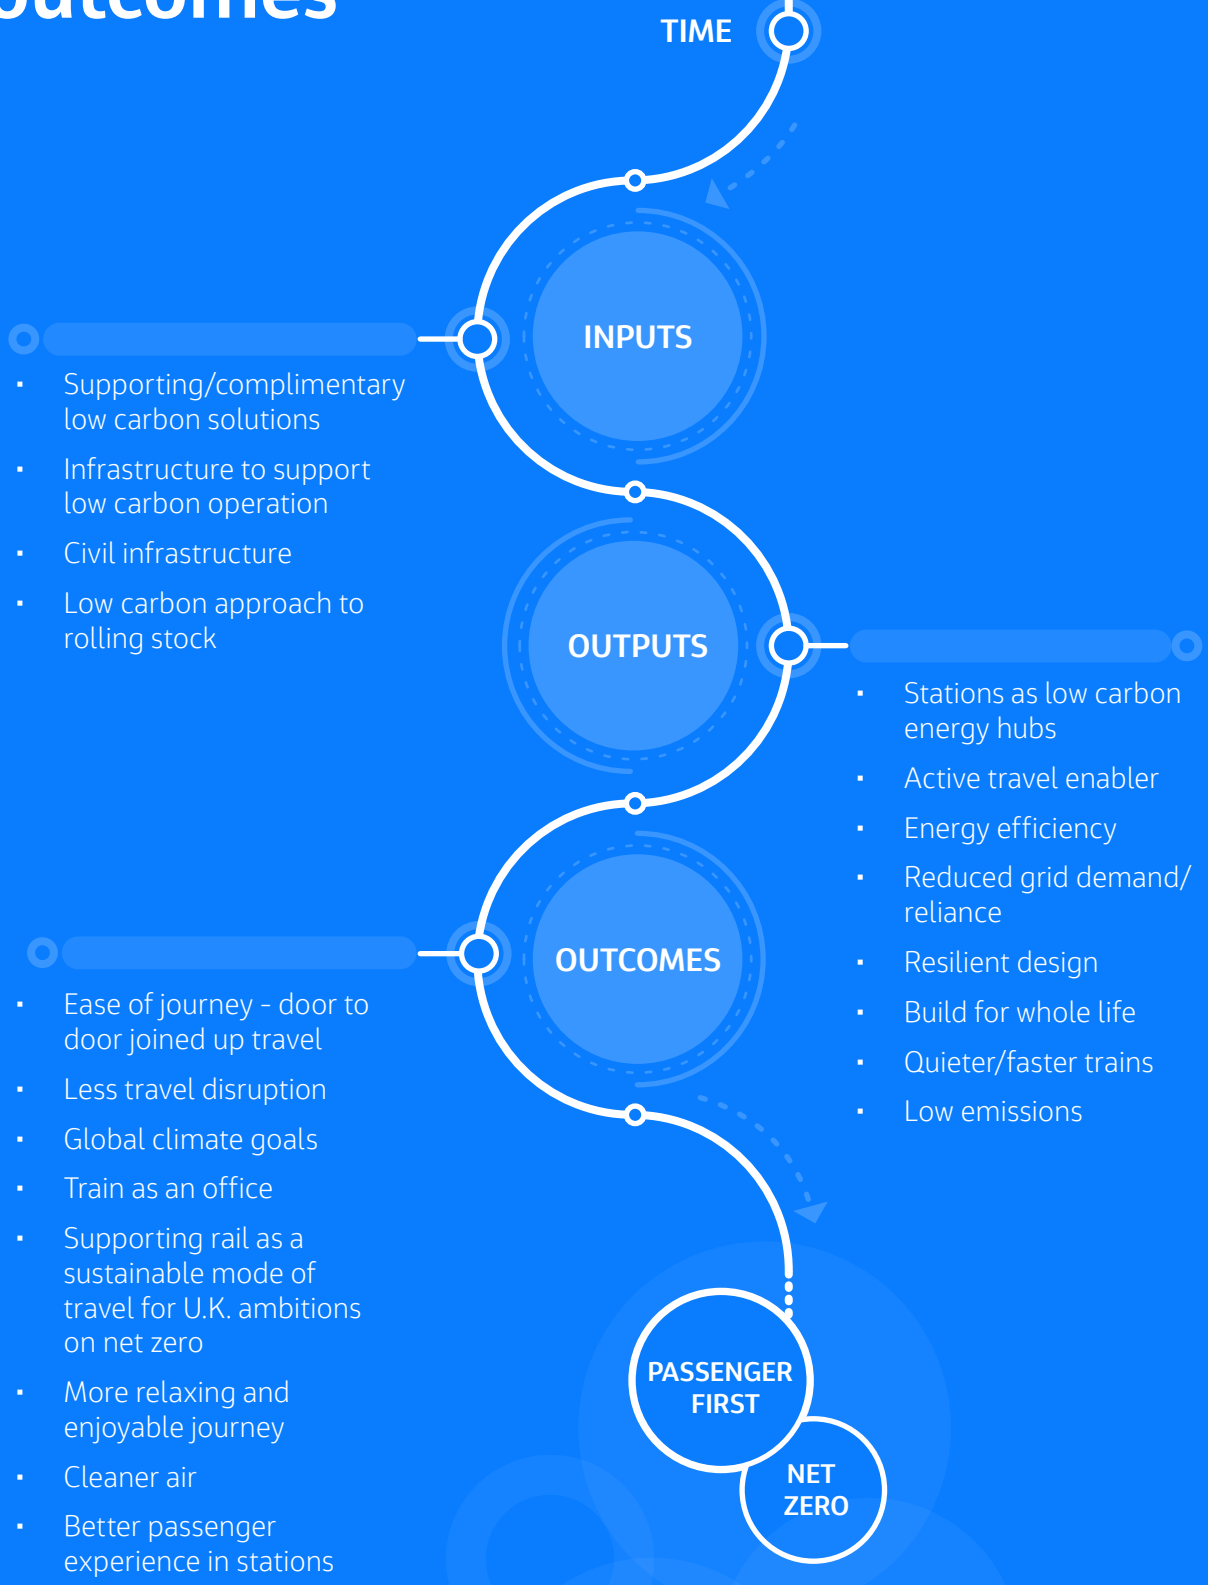 outcomes
TIME
INPUTS
· Supporting/complimentary
low carbon solutions
· Infrastructure to support
low carbon operation
· Civil infrastructure
· Low carbon approach to
rolling stock
OUTPUTS
· Stations as low carbon
energy hubs
· Active travel enabler
· Energy efficiency
· Reduced grid demand/
reliance
· Resilient design
· Build for whole life
· Quieter/faster trains
· Low emissions
OUTCOMES
· Ease of journey - door to
door joined up travel
· Less travel disruption
· Global climate goals
· Train as an office
· Supporting rail as a
sustainable mode of
travel for U.K. ambitions
on net zero
· More relaxing and
enjoyable journey
· Cleaner air
· Better passenger
experience in stations
PASSENGER
FIRST
NET
ZERO